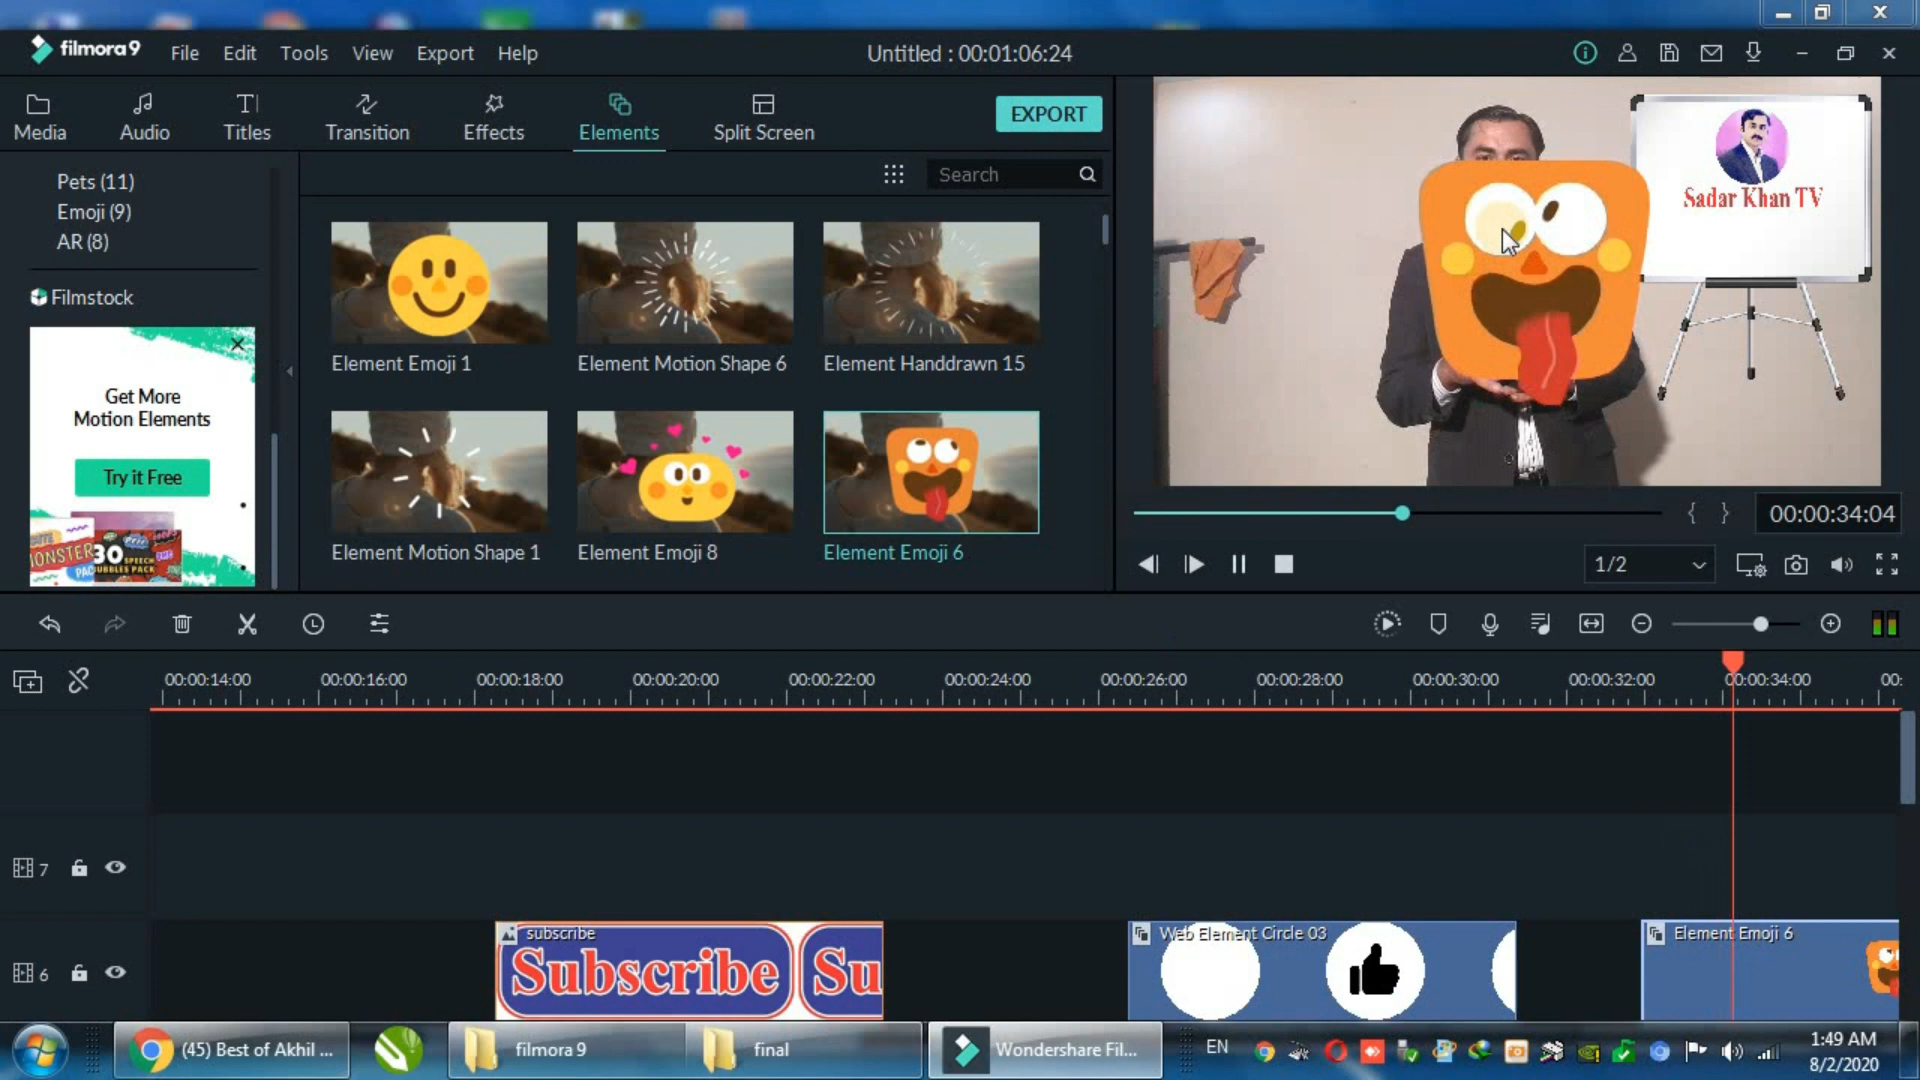 filmora9 File Edit Tools View Export Help Untitled : 00:01:06:24
Media Audio Titles Transition Effects Elements Split Screen EXPORT
Pets (11)
Emoji (9)
AR (8)
Filmstock
Get More
Motion Elements
Try it Free
MONSTER
30 SPEECH
BUBBLES PACK
Search
Element Emoji 1 Element Motion Shape 6 Element Handdrawn 15
Element Motion Shape 1 Element Emoji 8 Element Emoji 6
Sadar Khan TV
{ } 00:00:34:04
1/2
00:00:14:00 00:00:16:00 00:00:18:00 00:00:20:00 00:00:22:00 00:00:24:00 00:00:26:00 00:00:28:00 00:00:30:00 00:00:32:00 00:00:34:00 00:
7
subscribe Web Element Circle 03 Element Emoji 6
6 Subscribe Su
(45) Best of Akhil ... filmora 9 final Wondershare Fil... EN 1:49 AM
8/2/2020